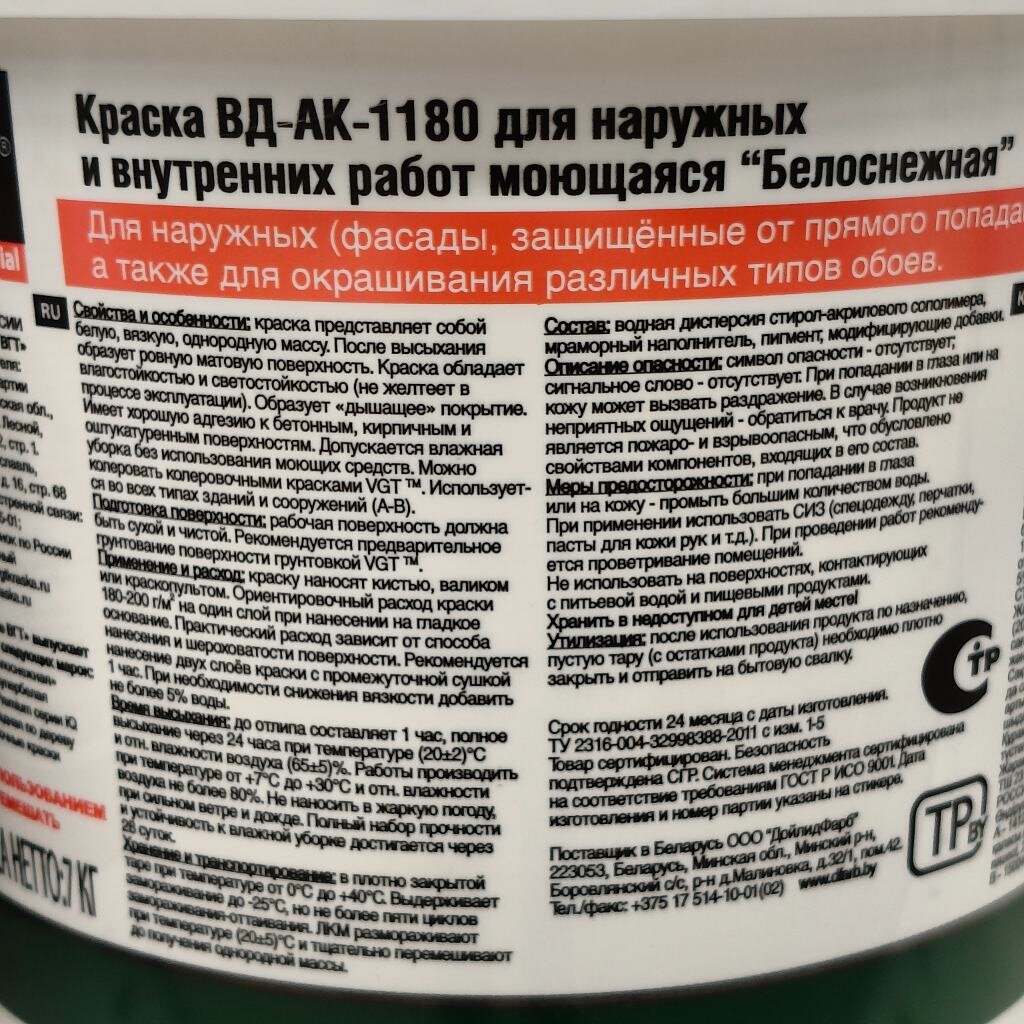 Краска ВД-АК-1180 для наружных
и внутренних работ моющаяся “Белоснежная”
Для наружных (фасады, защищённые от прямого
а также для окрашивания различных типов обоев.
RU
Свойства и особенности: краска представляет собой
белую, вязкую, однородную массу. После высыхания
образует ровную матовую поверхность. Краска обладает
влагостойкостью и светостойкостью (не желтеет в
процессе эксплуатации). Образует «дышащее» покрытие.
Имеет хорошую адгезию к бетонным, кирпичным и
оштукатуренным поверхностям. Допускается влажная
уборка без использования моющих средств. Можно
колеровать колеровочными красками VGT ™. Использует-
ся во всех типах зданий и сооружений (А-В).
Подготовка поверхности: рабочая поверхность должна
быть сухой и чистой. Рекомендуется предварительное
грунтование поверхности грунтовкой VGT ™.
Применение и расход: краску наносят кистью, валиком
или краскопультом. Ориентировочный расход краски
180-200 г/м² на один слой при нанесении на гладкое
основание. Практический расход зависит от способа
нанесения и шероховатости поверхности. Рекомендуется
нанесение двух слоёв краски с промежуточной сушкой
1 час. При необходимости снижения вязкости добавить
не более 5% воды.
Время высыхания: до отлипа составляет 1 час, полное
высыхание через 24 часа при температуре (20±2)°С
и отн. влажности воздуха (65±5)%. Работы производить
при температуре от +7°С до +30°С и отн. влажности
воздуха не более 80%. Не наносить в жаркую погоду,
при сильном ветре и дожде. Полный набор прочности
и устойчивость к влажной уборке достигается через
28 суток.
Хранение и транспортирование: в плотно закрытой
таре при температуре от 0°С до +40°С. Выдерживает
замораживание до -25°С, но не более пяти циклов
замораживания-оттаивания. ЛКМ размораживают
при температуре (20±5)°С и тщательно перемешивают
до получения однородной массы.
Состав: водная дисперсия стирол-акрилового сополимера,
мраморный наполнитель, пигмент, модифицирующие добавки.
Описание опасности: символ опасности - отсутствует;
сигнальное слово - отсутствует. При попадании в глаза или на
кожу может вызвать раздражение. В случае возникновения
неприятных ощущений - обратиться к врачу. Продукт не
является пожаро- и взрывоопасным, что обусловлено
свойствами компонентов, входящих в его состав.
Меры предосторожности: при попадании в глаза
или на кожу - промыть большим количеством воды.
При применении использовать СИЗ (спецодежду, перчатки,
пасты для кожи рук и т.д.). При проведении работ рекоменду-
ется проветривание помещений.
Не использовать на поверхностях, контактирующих
с питьевой водой и пищевыми продуктами.
Хранить в недоступном для детей месте!
Утилизация: после использования продукта по назначению,
пустую тару (с остатками продукта) необходимо плотно
закрыть и отправить на бытовую свалку.
Срок годности 24 месяца с даты изготовления.
ТУ 2316-004-32998388-2011 с изм. 1-5
Товар сертифицирован. Безопасность
подтверждена СГР. Система менеджмента сертифицирована
на соответствие требованиям ГОСТ Р ИСО 9001. Дата
изготовления и номер партии указаны на стикере.
Поставщик в Беларусь ООО "ДойлидФарб"
223053, Беларусь, Минская обл., Минский р-н,
Боровлянский с/с, р-н д.Малиновка, д.32/1, пом.42.
Тел./факс: +375 17 514-10-01(02) www.dfarb.by
СТР
ТР BY